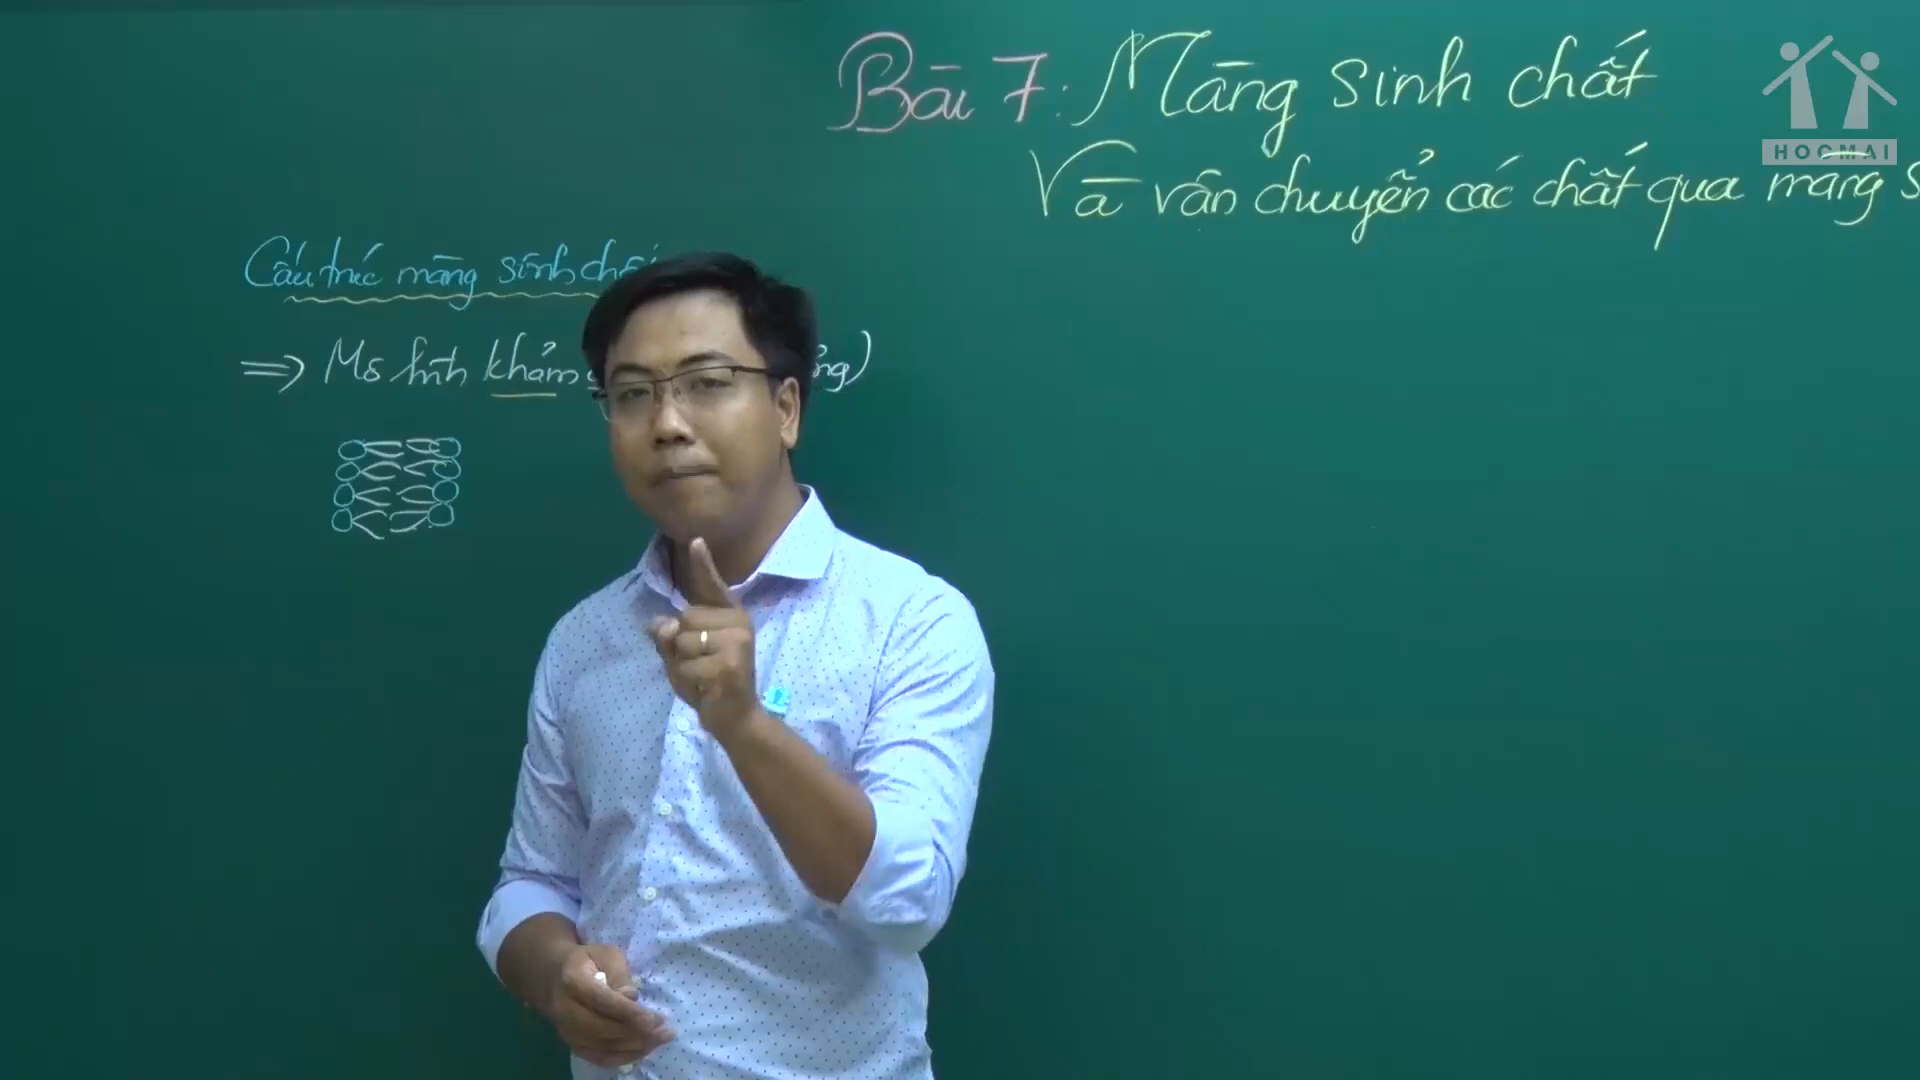 Bài 7: Màng sinh chất
Và vận chuyển các chất qua màng s
HOCMAI
Cấu trúc màng sinh
=> Mô hình khảm